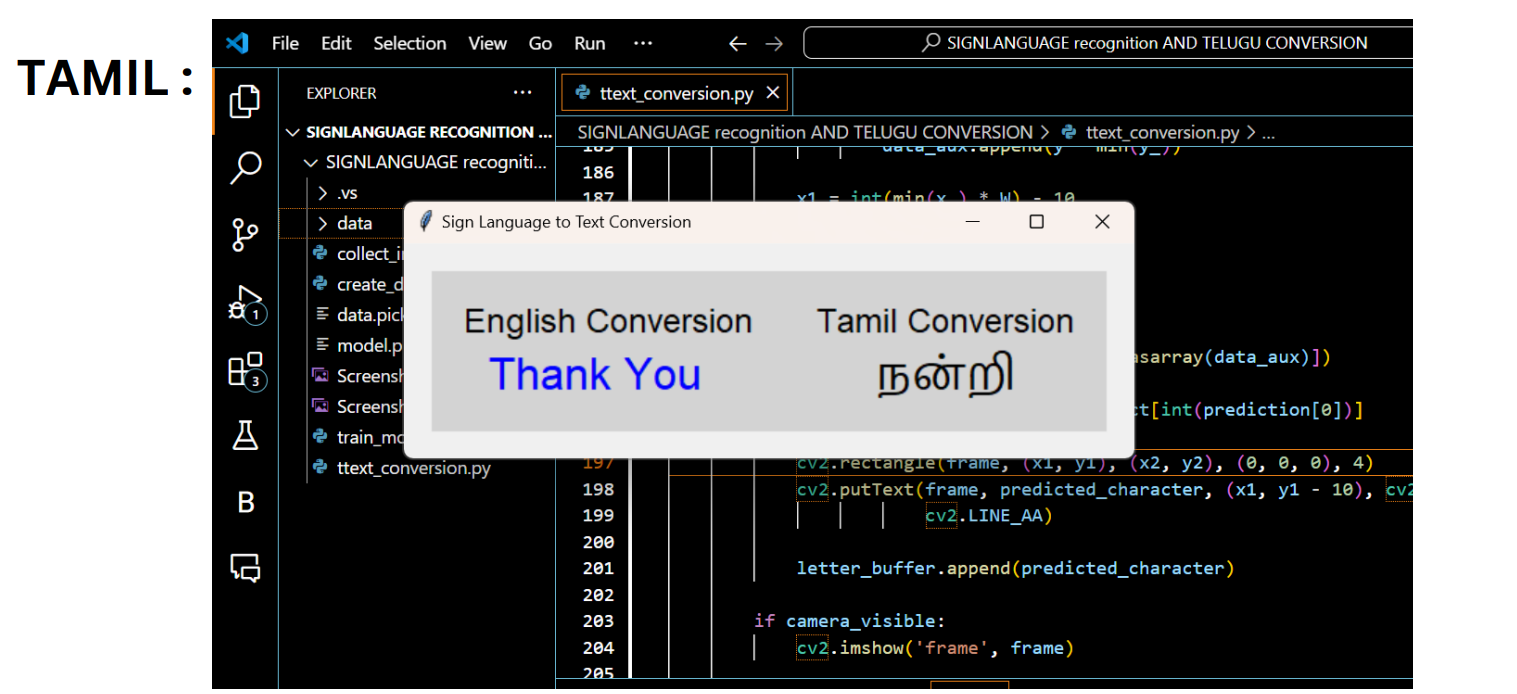 TAMIL :
File Edit Selection View Go Run ··· ← → SIGNLANGUAGE recognition AND TELUGU CONVERSION
EXPLORER ···
SIGNLANGUAGE RECOGNITION ...
SIGNLANGUAGE recogniti...
> .vs
> data
collect_i
create_d
data.pic
model.p
Screensh
Screensh
train_mo
ttext_conversion.py
1
3
B
ttext_conversion.py ×
SIGNLANGUAGE recognition AND TELUGU CONVERSION > ttext_conversion.py > ...
185 data_aux.append(y - min(y_))
186
187 x1 = int(min(x_) * W) - 10
Sign Language to Text Conversion
English Conversion Tamil Conversion
Thank You நன்றி
asarray(data_aux)])
ct[int(prediction[0])]
197 cv2.rectangle(frame, (x1, y1), (x2, y2), (0, 0, 0), 4)
198 cv2.putText(frame, predicted_character, (x1, y1 - 10), cv2
199 cv2.LINE_AA)
200
201 letter_buffer.append(predicted_character)
202
203 if camera_visible:
204 cv2.imshow('frame', frame)
205